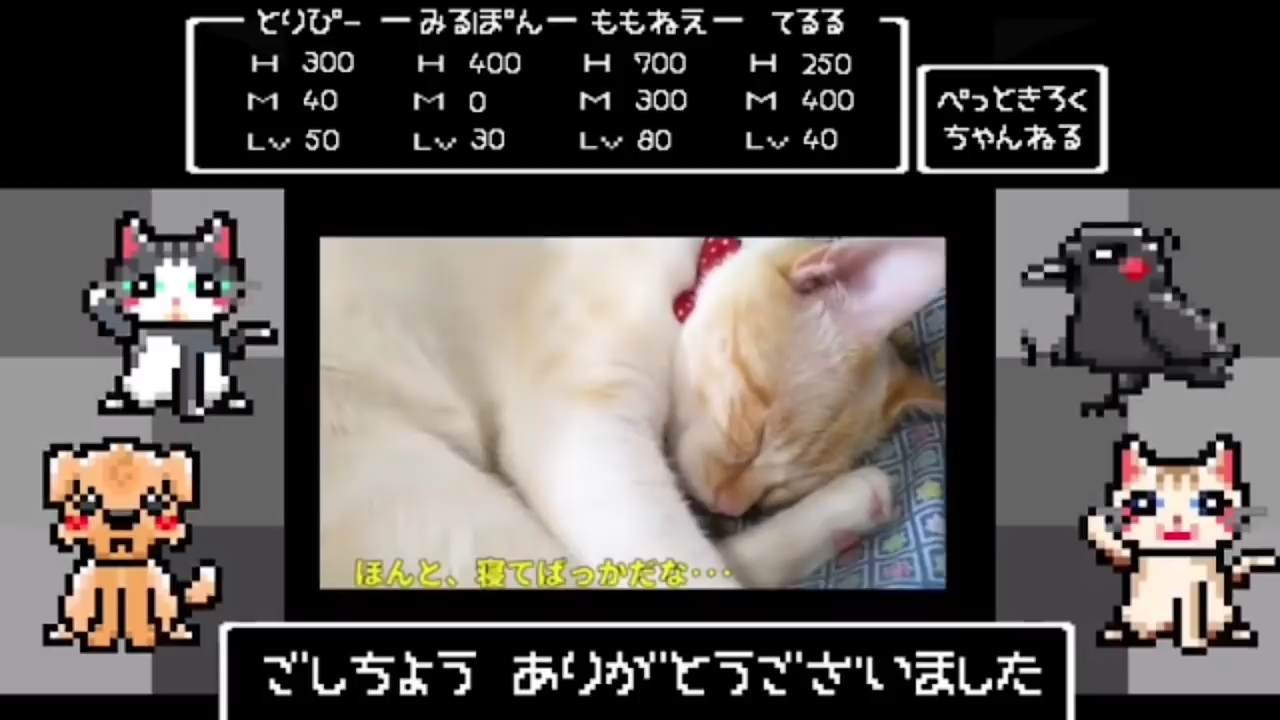 とりぴー みるぽん ももねえ てるる
H 300 H 400 H 700 H 250
M 40 M 0 M 300 M 400
Lv 50 Lv 30 Lv 80 Lv 40
ぺっときろく
ちゃんねる
ほんと、寝てばっかだな･･･
ごしちょう ありがとうございました